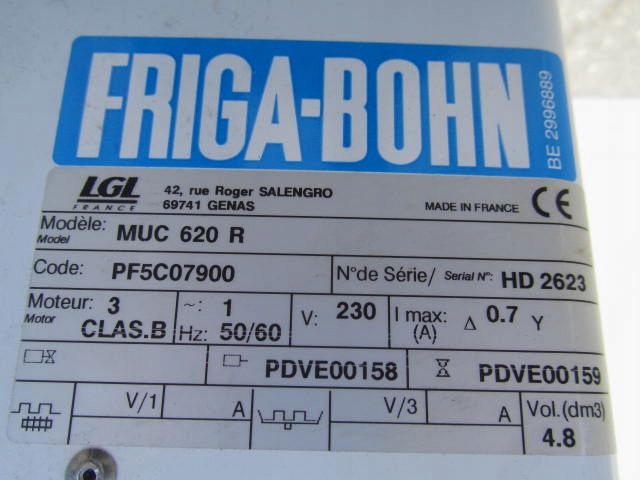 FRIGA-BOHN
BE 2996889
LGL
FRANCE
42, rue Roger SALENGRO
69741 GENAS
MADE IN FRANCE CE
Modèle: MUC 620 R
Model
Code: PF5C07900 N°de Série/ Serial N°: HD 2623
Moteur: 3 ~: 1 V: 230 I max: Δ 0.7 Y
Motor CLAS.B Hz: 50/60 (A)
PDVE00158 PDVE00159
V/1 A V/3 A Vol.(dm3)
4.8